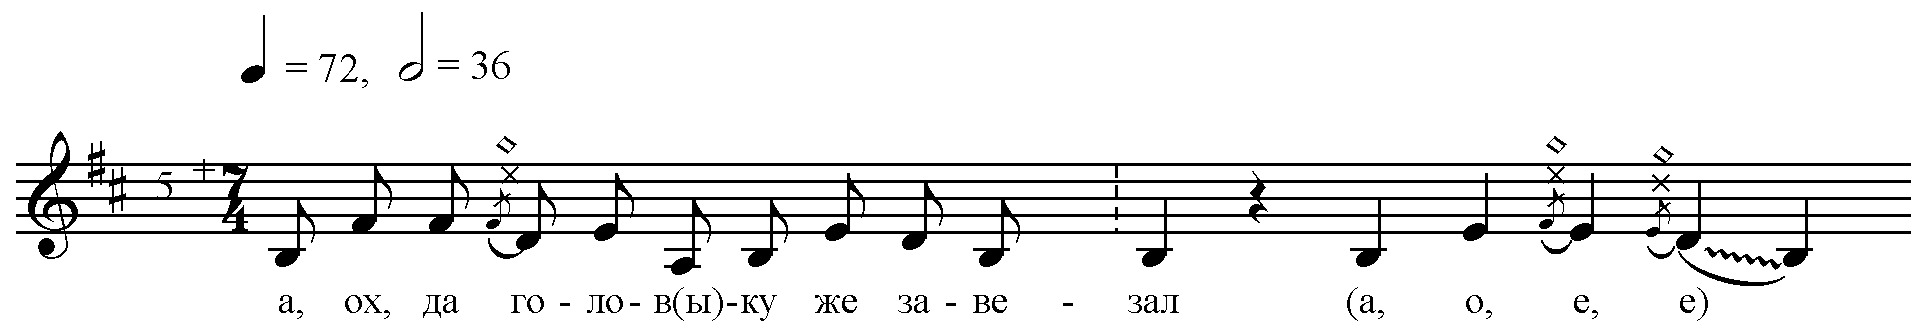 = 72, = 36
5 + 7
4
а, ох, да го - ло - в(ы)-ку же за - ве - зал (а, о, е, е)